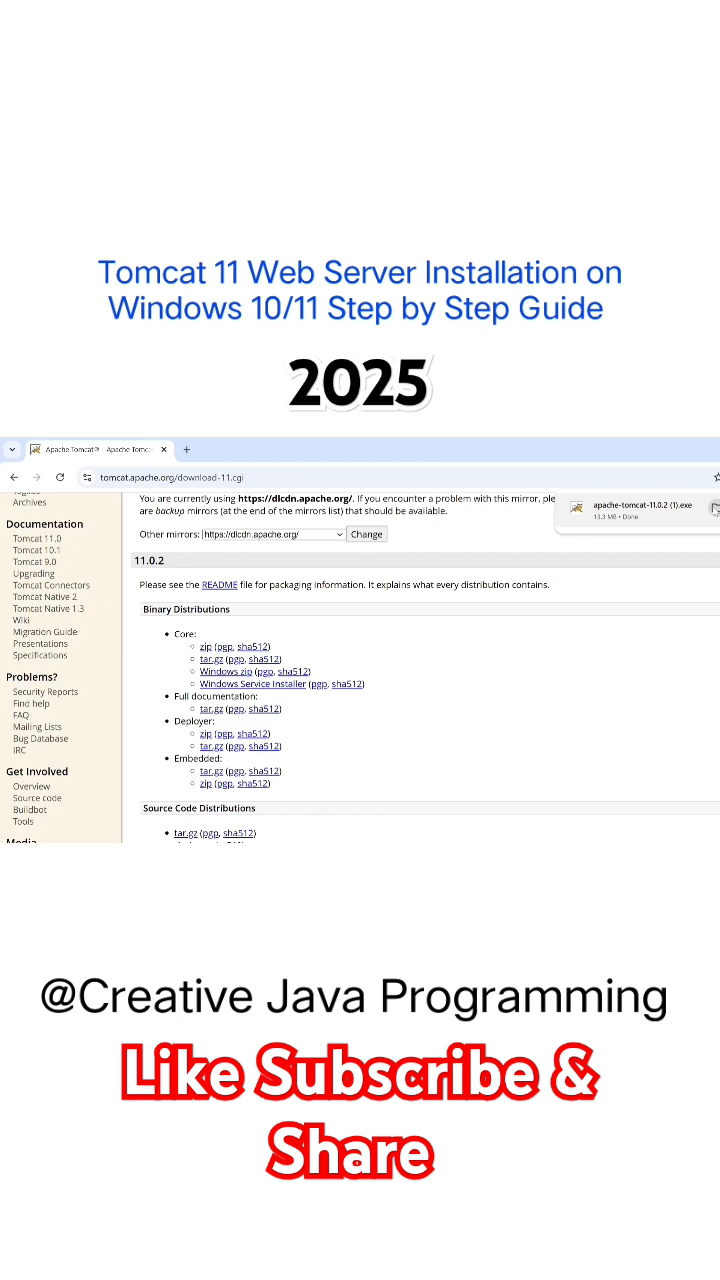 Tomcat 11 Web Server Installation on
Windows 10/11 Step by Step Guide
2025
Apache Tomcat® Apache Tomc
tomcat.apache.org/download-11.cgi
Archives
Documentation
Tomcat 11.0
Tomcat 10.1
Tomcat 9.0
Upgrading
Tomcat Connectors
Tomcat Native 2
Tomcat Native 1.3
Wiki
Migration Guide
Presentations
Specifications
Problems?
Security Reports
Find help
FAQ
Mailing Lists
Bug Database
IRC
Get Involved
Overview
Source code
Buildbot
Tools
Media
You are currently using https://dlcdn.apache.org/. If you encounter a problem with this mirror, ple
are backup mirrors (at the end of the mirrors list) that should be available.
Other mirrors: https://dlcdn.apache.org/ Change
11.0.2
Please see the README file for packaging information. It explains what every distribution contains.
Binary Distributions
Core:
zip (pgp, sha512)
tar.gz (pgp, sha512)
Windows zip (pgp, sha512)
Windows Service Installer (pgp, sha512)
Full documentation:
tar.gz (pgp, sha512)
Deployer:
zip (pgp, sha512)
tar.gz (pgp, sha512)
Embedded:
tar.gz (pgp, sha512)
zip (pgp, sha512)
Source Code Distributions
tar.gz (pgp, sha512)
apache-tomcat-11.0.2 (1).exe
13.3 MB • Done
@Creative Java Programming
Like Subscribe &
Share